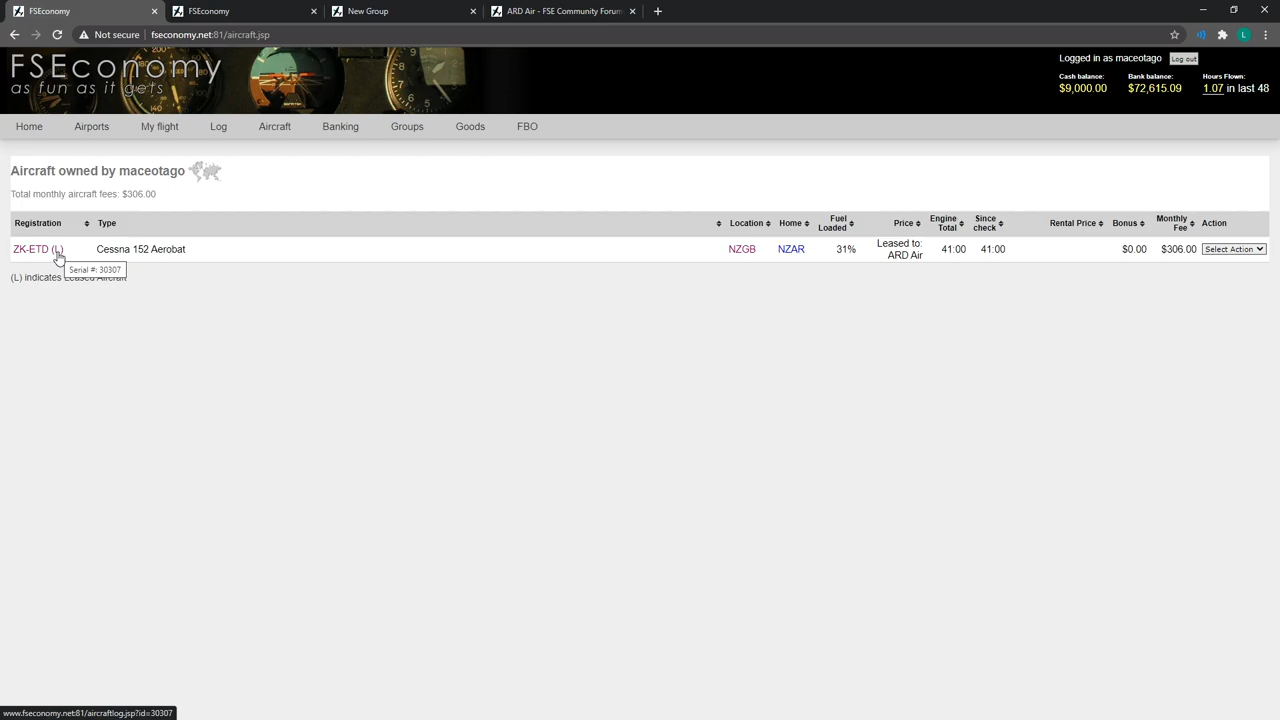 FSEconomy
FSEconomy
New Group
ARD Air - FSE Community Forum
Not secure
fseconomy.net:81/aircraft.jsp
L
FSEconomy
as fun as it gets
Logged in as maceotago
Log out
Cash balance:
$9,000.00
Bank balance:
$72,615.09
Hours Flown:
1.07 in last 48
Home
Airports
My flight
Log
Aircraft
Banking
Groups
Goods
FBO
Aircraft owned by maceotago
Total monthly aircraft fees: $306.00
Registration
Type
Location
Home
Fuel
Loaded
Price
Engine
Total
Since
check
Rental Price
Bonus
Monthly
Fee
Action
ZK-ETD (L)
Cessna 152 Aerobat
NZGB
NZAR
31%
Leased to:
ARD Air
41:00
41:00
$0.00
$306.00
Select Action
Serial #: 30307
(L) indicates Leased Aircraft
www.fseconomy.net:81/aircraftlog.jsp?id=30307